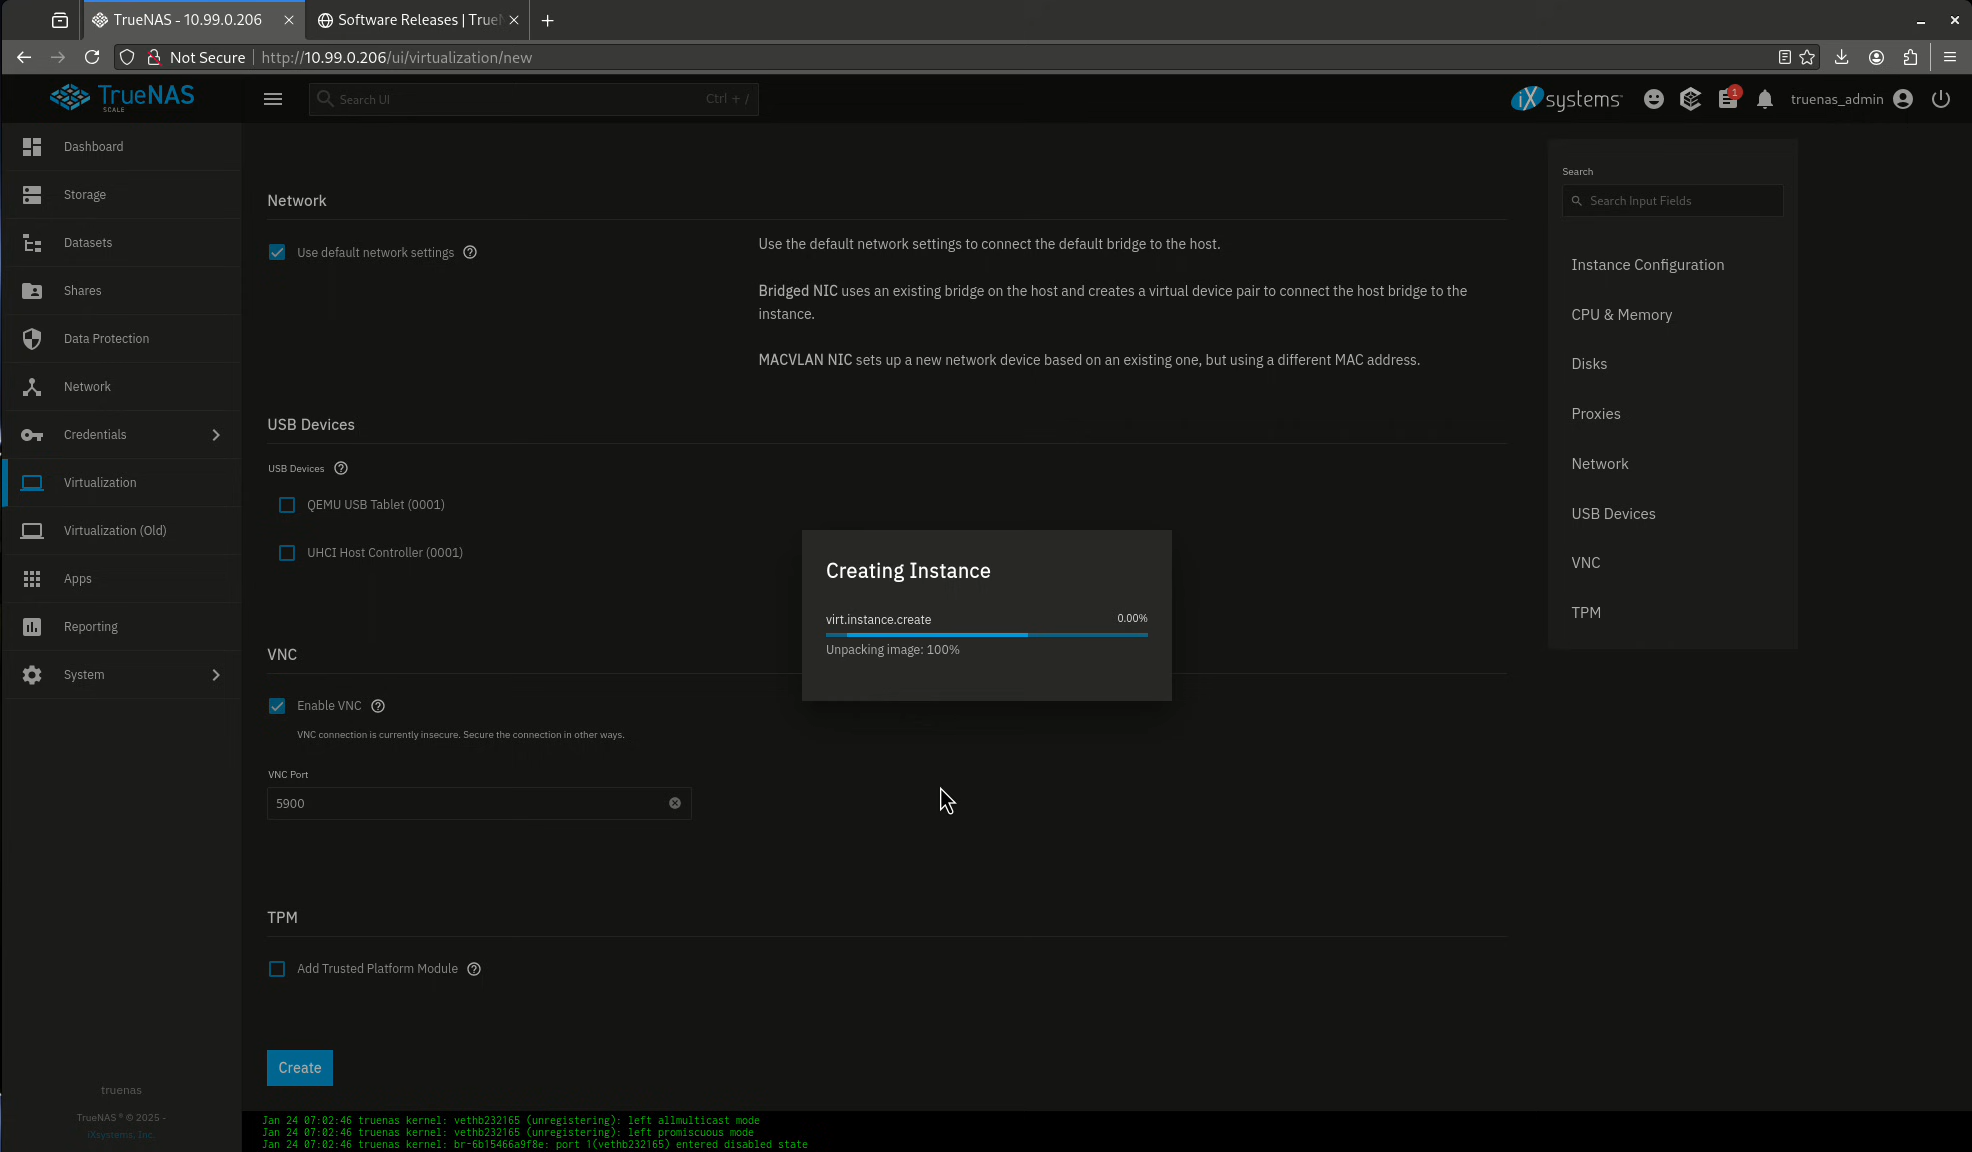 TrueNAS - 10.99.0.206
Software Releases | TrueN
Not Secure
http://10.99.0.206/ui/virtualization/new
TrueNAS
SCALE
Search UI
Ctrl + /
iXsystems
1
truenas_admin
Dashboard
Storage
Datasets
Shares
Data Protection
Network
Credentials
Virtualization
Virtualization (Old)
Apps
Reporting
System
truenas
TrueNAS ® © 2025 -
iXsystems, Inc.
Network
Use default network settings
Use the default network settings to connect the default bridge to the host.
Bridged NIC uses an existing bridge on the host and creates a virtual device pair to connect the host bridge to the
instance.
MACVLAN NIC sets up a new network device based on an existing one, but using a different MAC address.
USB Devices
USB Devices
QEMU USB Tablet (0001)
UHCI Host Controller (0001)
VNC
Enable VNC
VNC connection is currently insecure. Secure the connection in other ways.
VNC Port
5900
TPM
Add Trusted Platform Module
Create
Creating Instance
virt.instance.create
0.00%
Unpacking image: 100%
Search
Search Input Fields
Instance Configuration
CPU & Memory
Disks
Proxies
Network
USB Devices
VNC
TPM
Jan 24 07:02:46 truenas kernel: vethb232165 (unregistering): left allmulticast mode
Jan 24 07:02:46 truenas kernel: vethb232165 (unregistering): left promiscuous mode
Jan 24 07:02:46 truenas kernel: br-6b15466a9f8e: port 1(vethb232165) entered disabled state